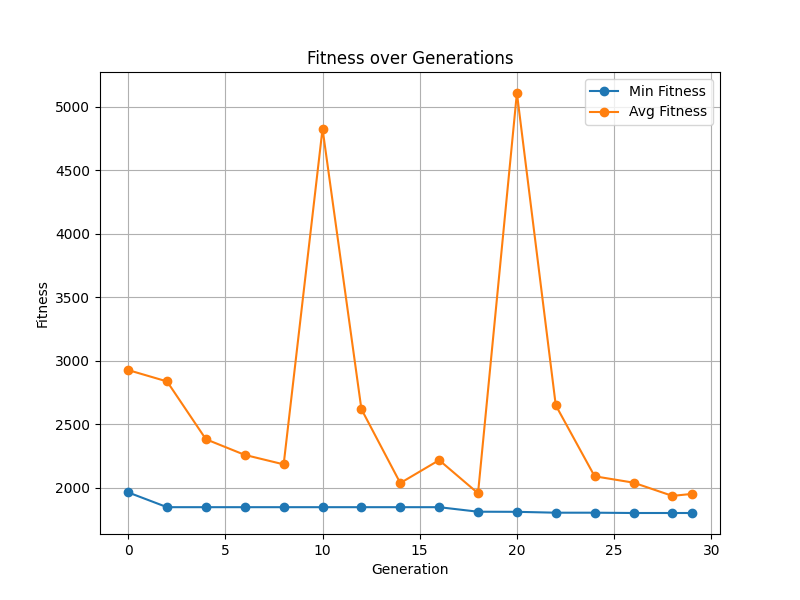 Fitness over Generations
Min Fitness
Avg Fitness
Fitness
5000
4500
4000
3500
3000
2500
2000
0 5 10 15 20 25 30
Generation